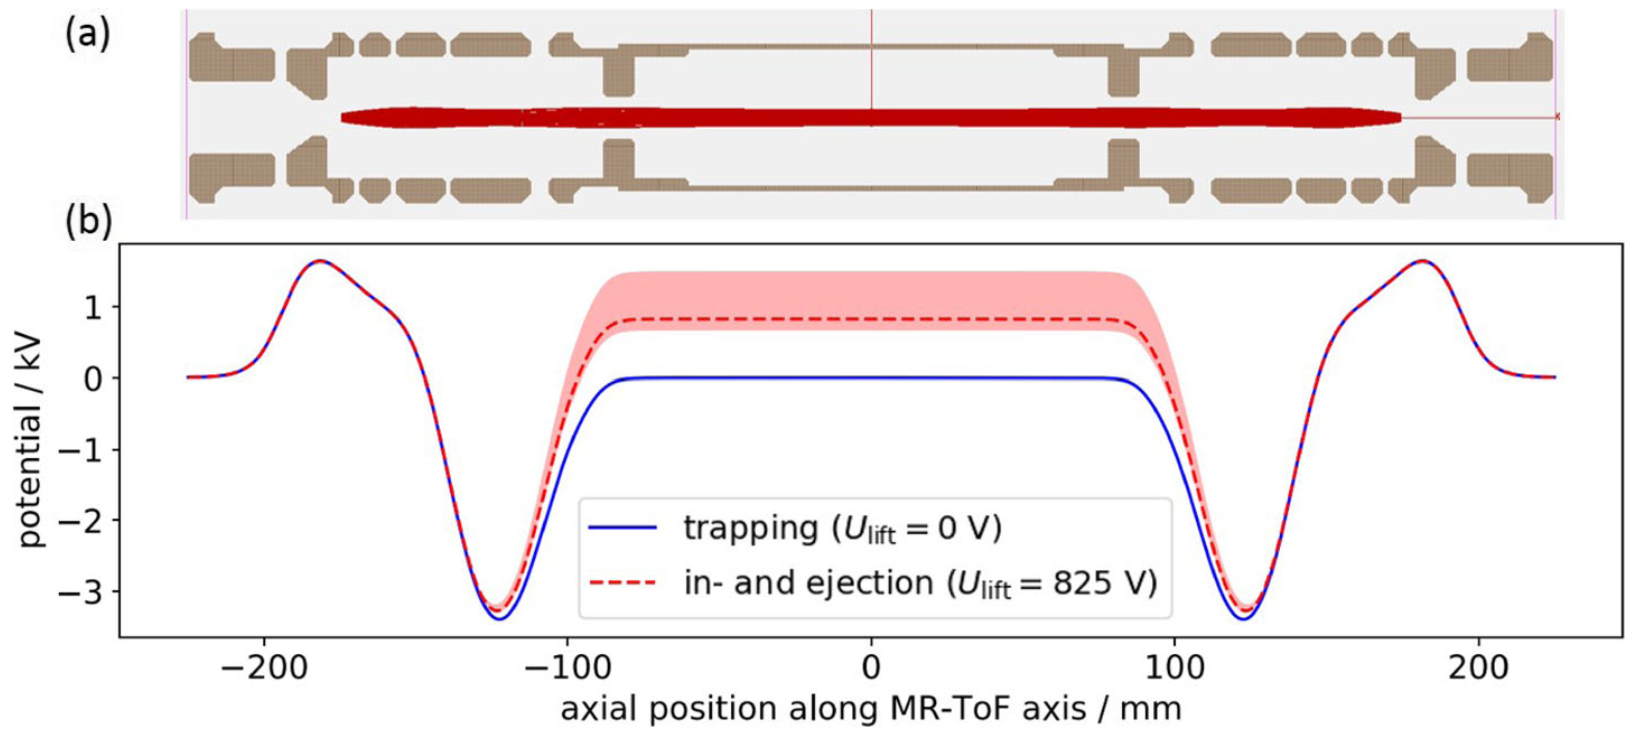 (a)
x
(b)
potential / kV
1
0
−1
−2
−3
trapping (U_lift = 0 V)
in- and ejection (U_lift = 825 V)
−200 −100 0 100 200
axial position along MR-ToF axis / mm